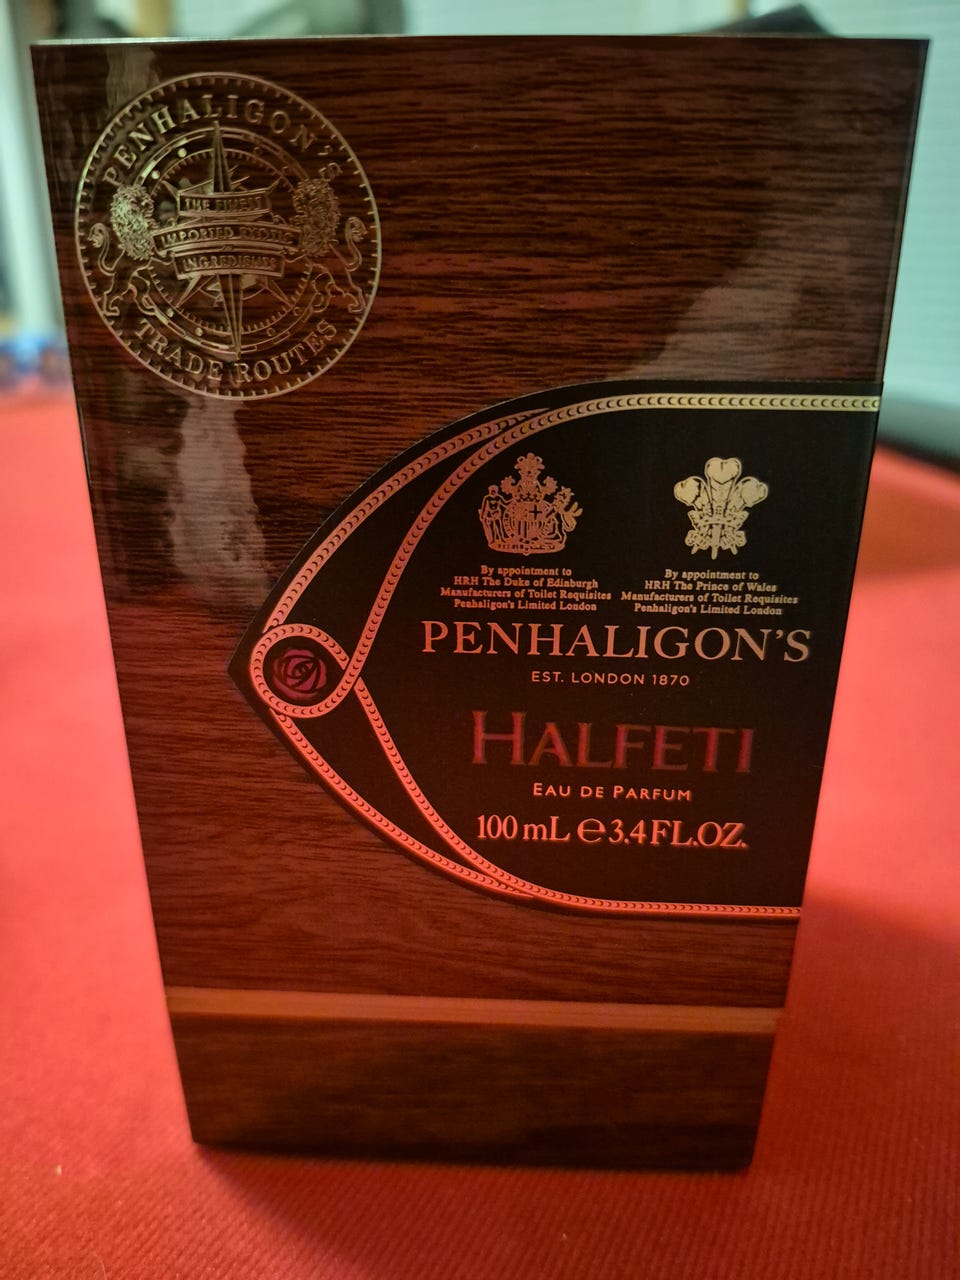 PENHALIGON'S
THE FINEST
IMPORTED EXOTIC
INGREDIENTS
TRADE ROUTES
By appointment to
HRH The Duke of Edinburgh
Manufacturers of Toilet Requisites
Penhaligon's Limited London
By appointment to
HRH The Prince of Wales
Manufacturers of Toilet Requisites
Penhaligon's Limited London
PENHALIGON'S
EST. LONDON 1870
HALFETI
EAU DE PARFUM
100 mL ℮ 3.4 FL.OZ.